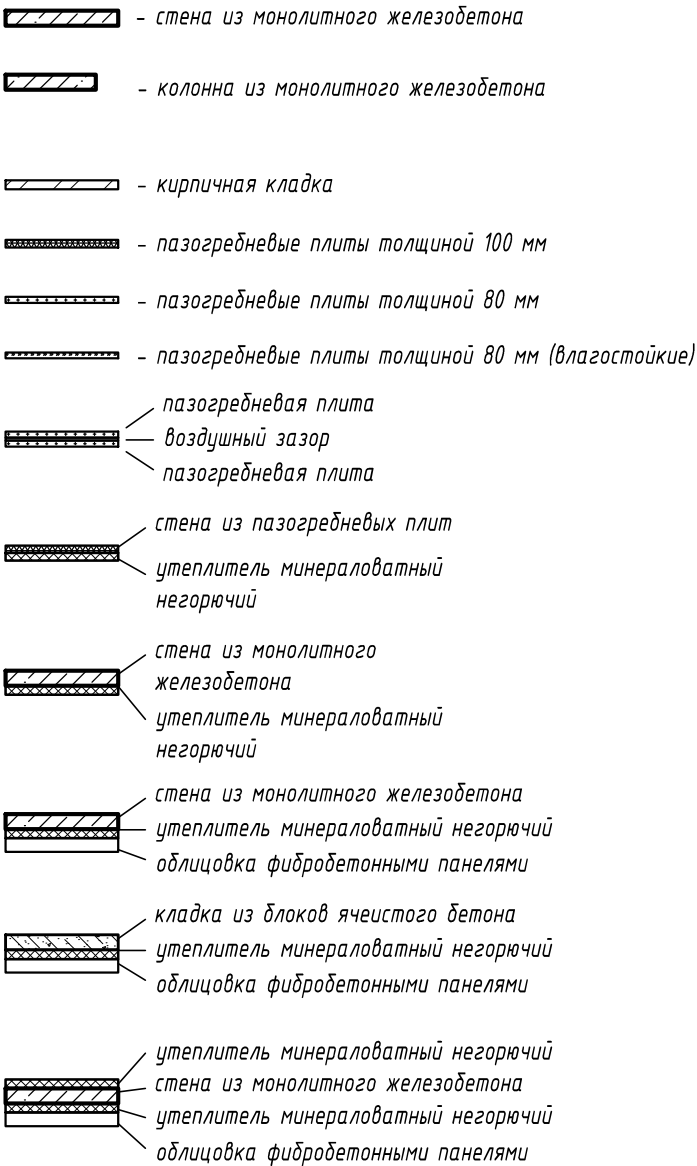 - стена из монолитного железобетона
- колонна из монолитного железобетона
- кирпичная кладка
- пазогребневые плиты толщиной 100 мм
- пазогребневые плиты толщиной 80 мм
- пазогребневые плиты толщиной 80 мм (влагостойкие)
пазогребневая плита
воздушный зазор
пазогребневая плита
стена из пазогребневых плит
утеплитель минераловатный
негорючий
стена из монолитного
железобетона
утеплитель минераловатный
негорючий
стена из монолитного железобетона
утеплитель минераловатный негорючий
облицовка фибробетонными панелями
кладка из блоков ячеистого бетона
утеплитель минераловатный негорючий
облицовка фибробетонными панелями
утеплитель минераловатный негорючий
стена из монолитного железобетона
утеплитель минераловатный негорючий
облицовка фибробетонными панелями